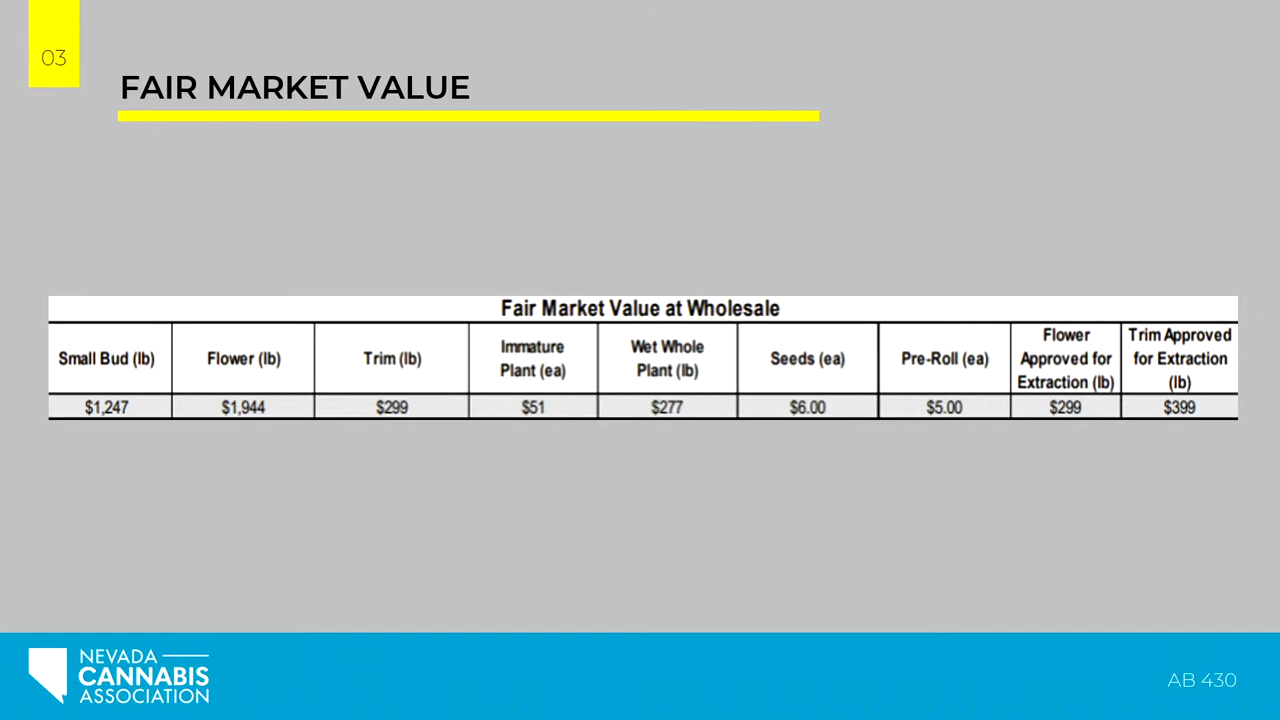 03
FAIR MARKET VALUE
Fair Market Value at Wholesale
Small Bud (lb)
Flower (lb)
Trim (lb)
Immature
Plant (ea)
Wet Whole
Plant (lb)
Seeds (ea)
Pre-Roll (ea)
Flower
Approved for
Extraction (lb)
Trim Approved
for Extraction
(lb)
$1,247
$1,944
$299
$51
$277
$6.00
$5.00
$299
$399
NEVADA
CANNABIS
ASSOCIATION
AB 430